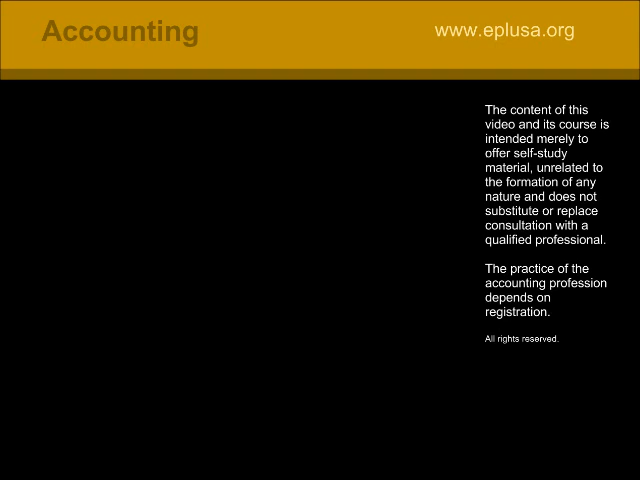 Accounting
www.eplusa.org
The content of this
video and its course is
intended merely to
offer self-study
material, unrelated to
the formation of any
nature and does not
substitute or replace
consultation with a
qualified professional.
The practice of the
accounting profession
depends on
registration.
All rights reserved.